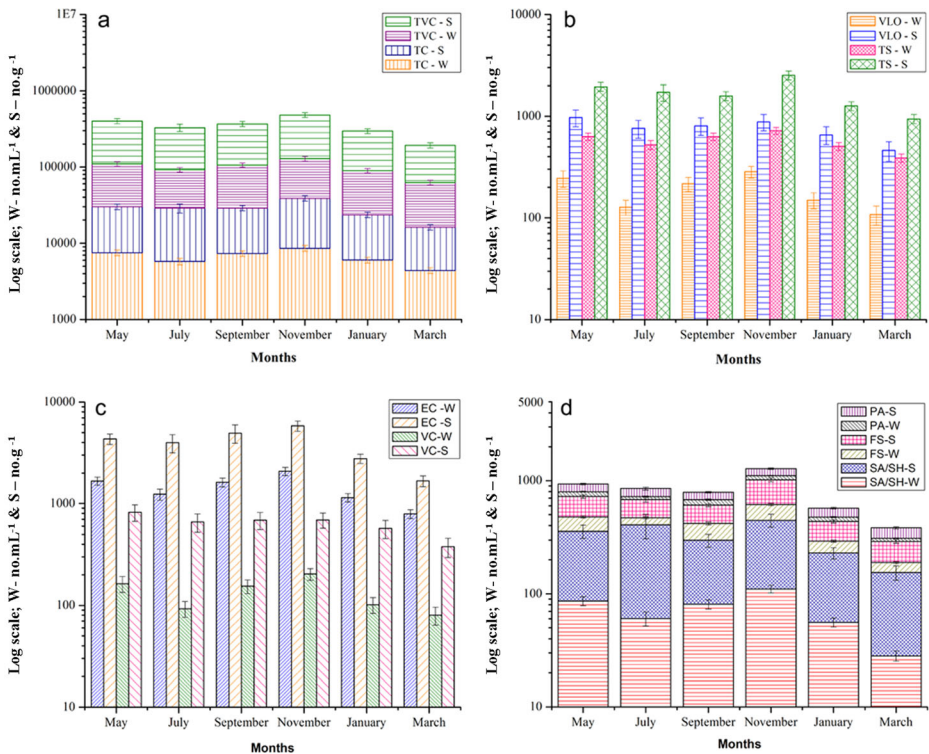 a
1E7
1000000
100000
10000
1000
Log scale; W- no.mL⁻¹ & S – no.g⁻¹
TVC - S
TVC - W
TC - S
TC - W
May July September November January March
Months
b
1000
100
10
10000
Log scale; W- no.mL⁻¹ & S – no.g⁻¹
VLO - W
VLO - S
TS - W
TS - S
May July September November January March
Months
c
10000
1000
100
10
Log scale; W- no.mL⁻¹ & S – no.g⁻¹
EC -W
EC -S
VC-W
VC-S
May July September November January March
Months
d
5000
1000
100
10
Log scale; W- no.mL⁻¹ & S – no.g⁻¹
PA-S
PA-W
FS-S
FS-W
SA/SH-S
SA/SH-W
May July September November January March
Months